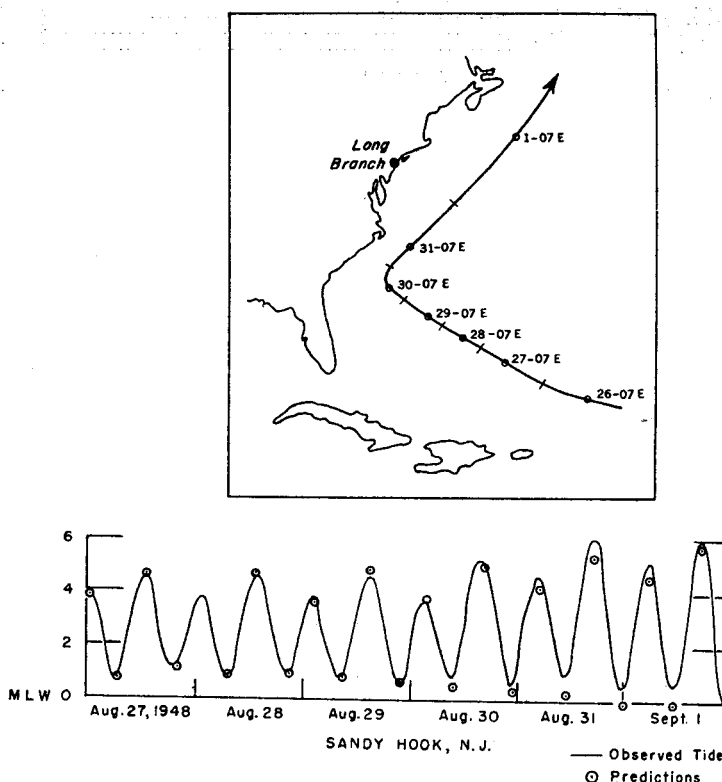 Long
Branch
1-07 E
31-07 E
30-07 E
29-07 E
28-07 E
27-07 E
26-07 E
6
4
2
MLW 0
Aug. 27, 1948 Aug. 28 Aug. 29 Aug. 30 Aug. 31 Sept. 1
SANDY HOOK, N.J.
Observed Tide
Predictions